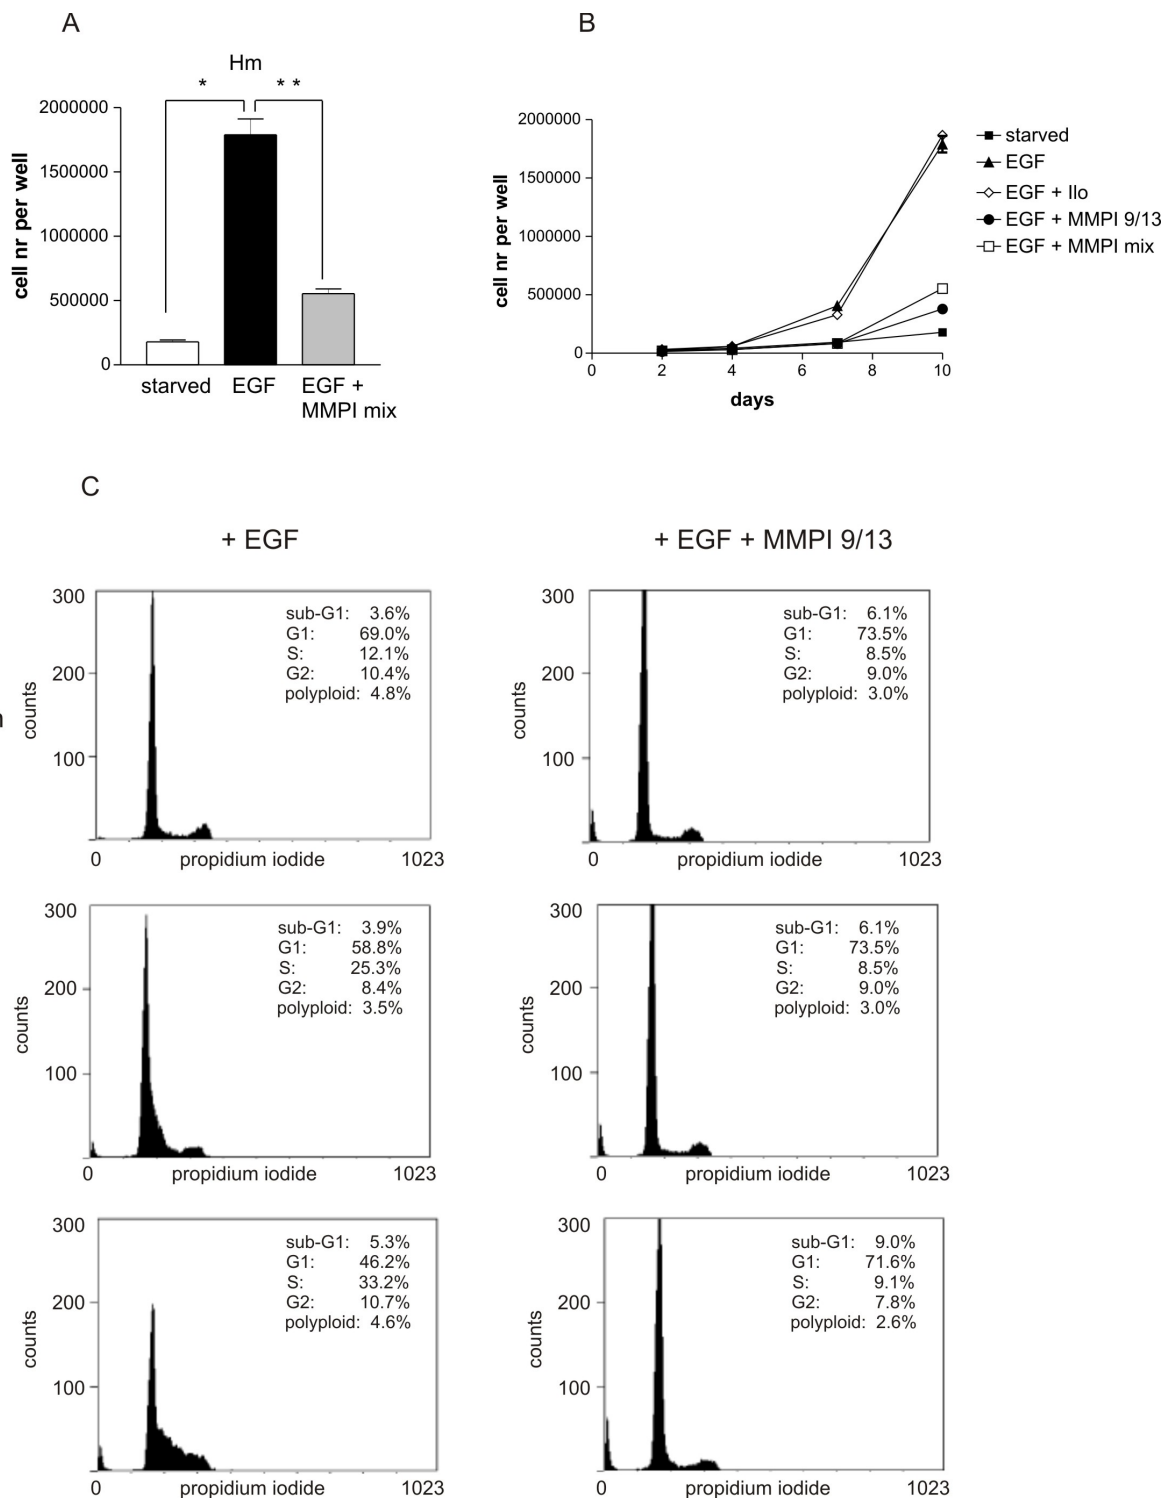 A
Hm
*
* *
2000000
1500000
1000000
500000
0
cell nr per well
starved
EGF
EGF +
MMPI mix
B
2000000
1500000
1000000
500000
0
cell nr per well
0
2
4
6
8
10
days
starved
EGF
EGF + Ilo
EGF + MMPI 9/13
EGF + MMPI mix
C
+ EGF
+ EGF + MMPI 9/13
300
200
100
counts
sub-G1: 3.6%
G1: 69.0%
S: 12.1%
G2: 10.4%
polyploid: 4.8%
0
propidium iodide
1023
300
200
100
counts
sub-G1: 6.1%
G1: 73.5%
S: 8.5%
G2: 9.0%
polyploid: 3.0%
0
propidium iodide
1023
300
200
100
counts
sub-G1: 3.9%
G1: 58.8%
S: 25.3%
G2: 8.4%
polyploid: 3.5%
0
propidium iodide
1023
300
200
100
counts
sub-G1: 6.1%
G1: 73.5%
S: 8.5%
G2: 9.0%
polyploid: 3.0%
0
propidium iodide
1023
300
200
100
counts
sub-G1: 5.3%
G1: 46.2%
S: 33.2%
G2: 10.7%
polyploid: 4.6%
0
propidium iodide
1023
300
200
100
counts
sub-G1: 9.0%
G1: 71.6%
S: 9.1%
G2: 7.8%
polyploid: 2.6%
0
propidium iodide
1023